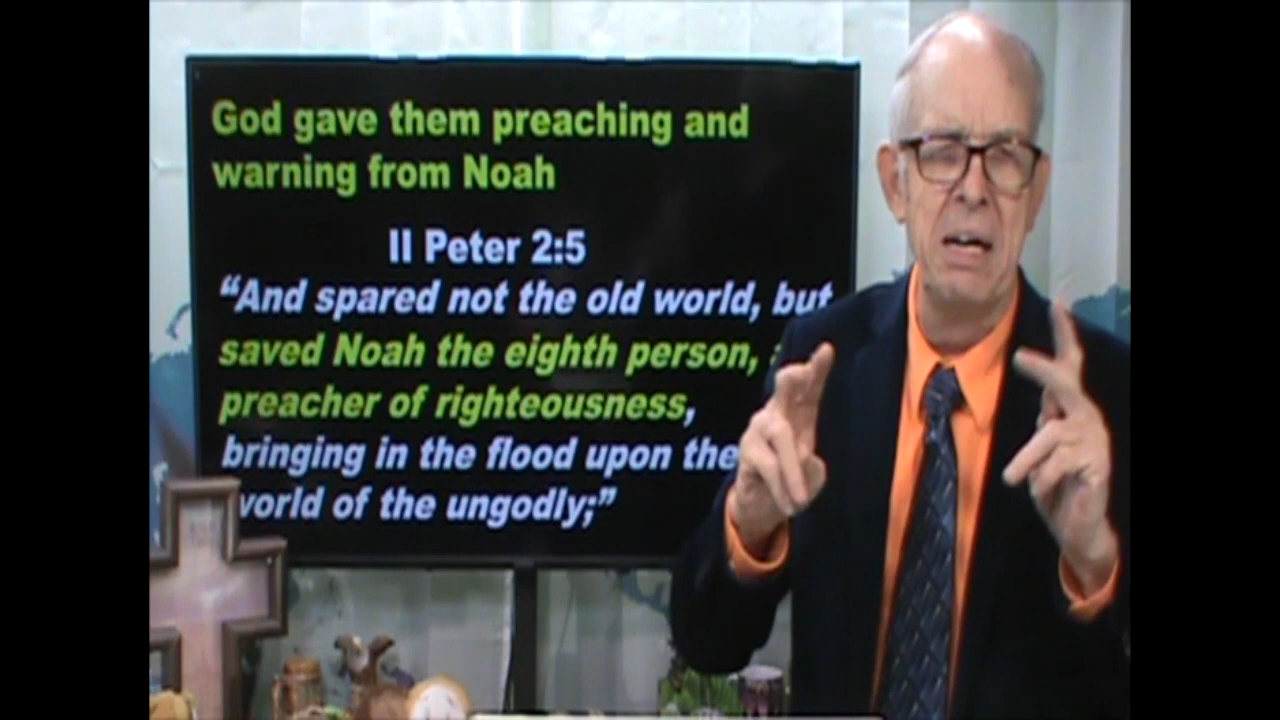 God gave them preaching and
warning from Noah
II Peter 2:5
“And spared not the old world, but
saved Noah the eighth person, a
preacher of righteousness,
bringing in the flood upon the
world of the ungodly;”